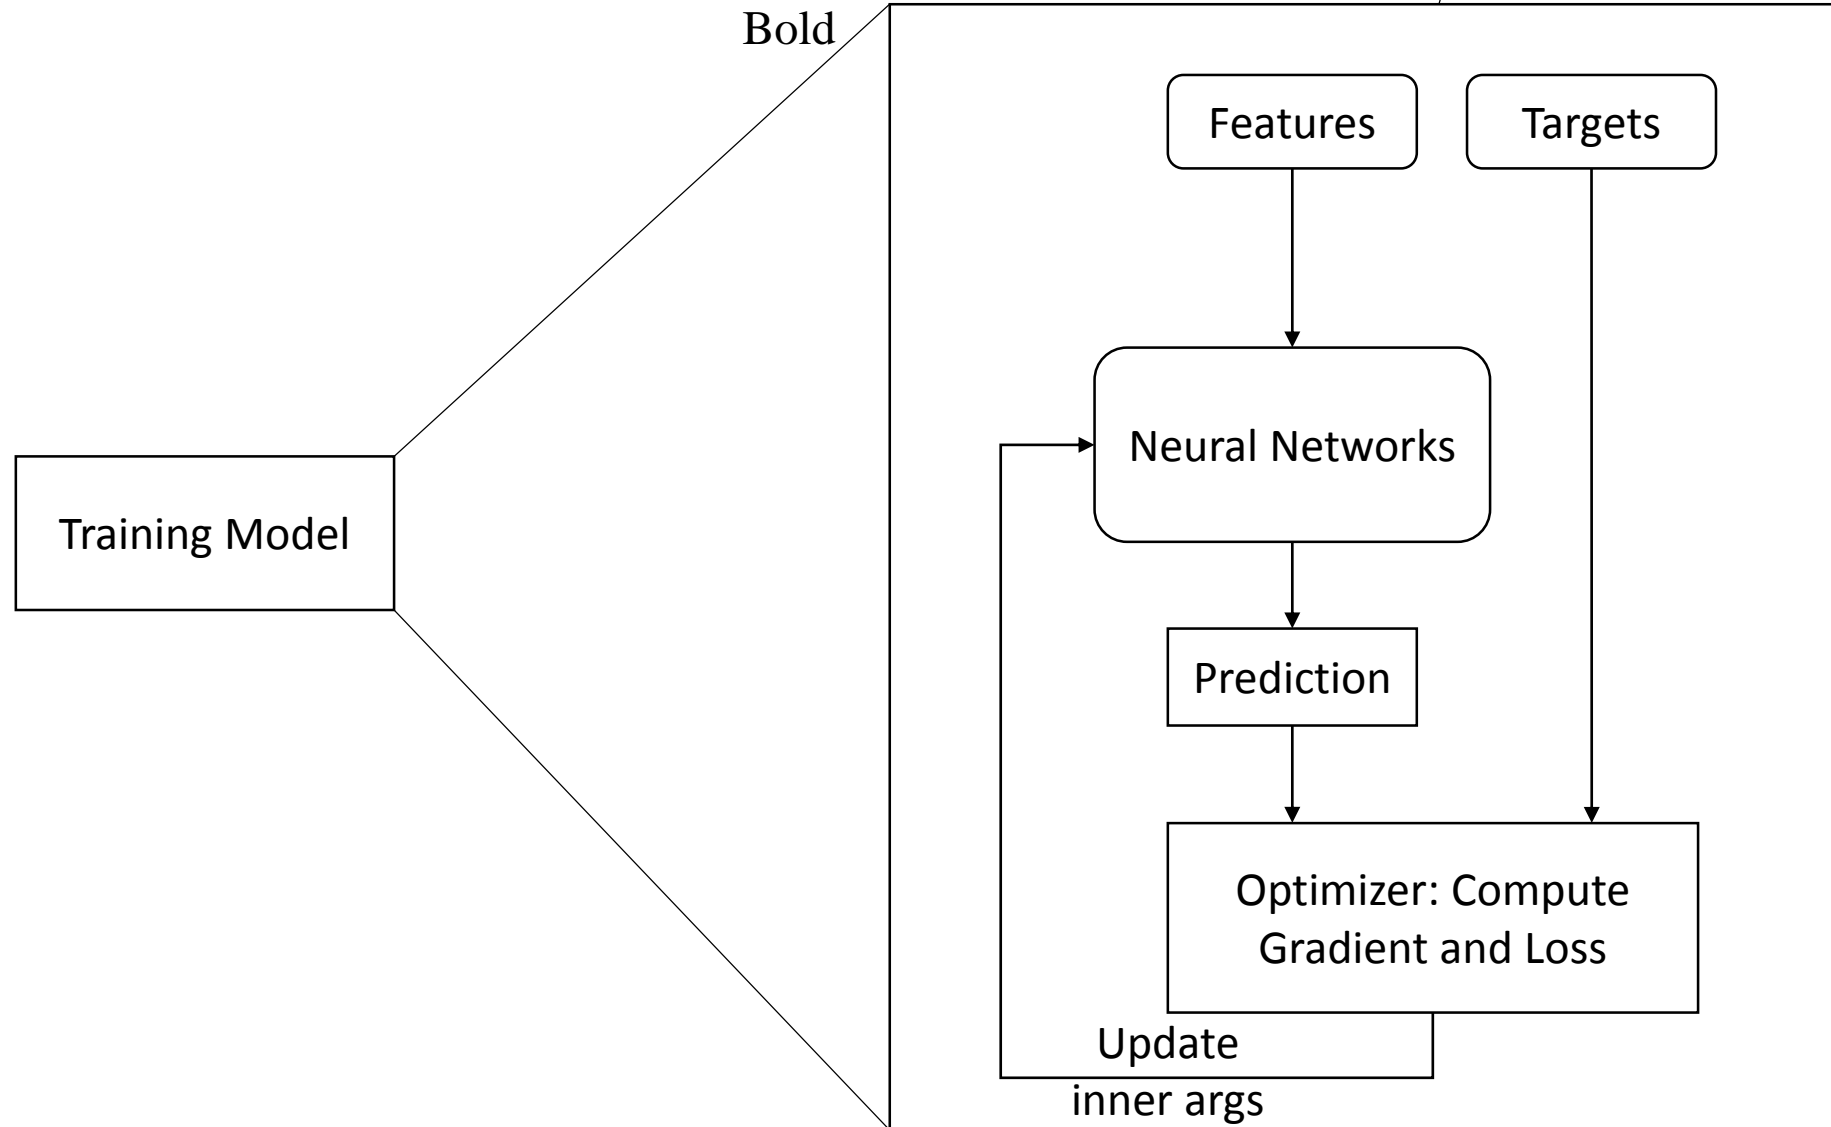 Bold
Features
Targets
Neural Networks
Training Model
Prediction
Optimizer: Compute
Gradient and Loss
Update
inner args